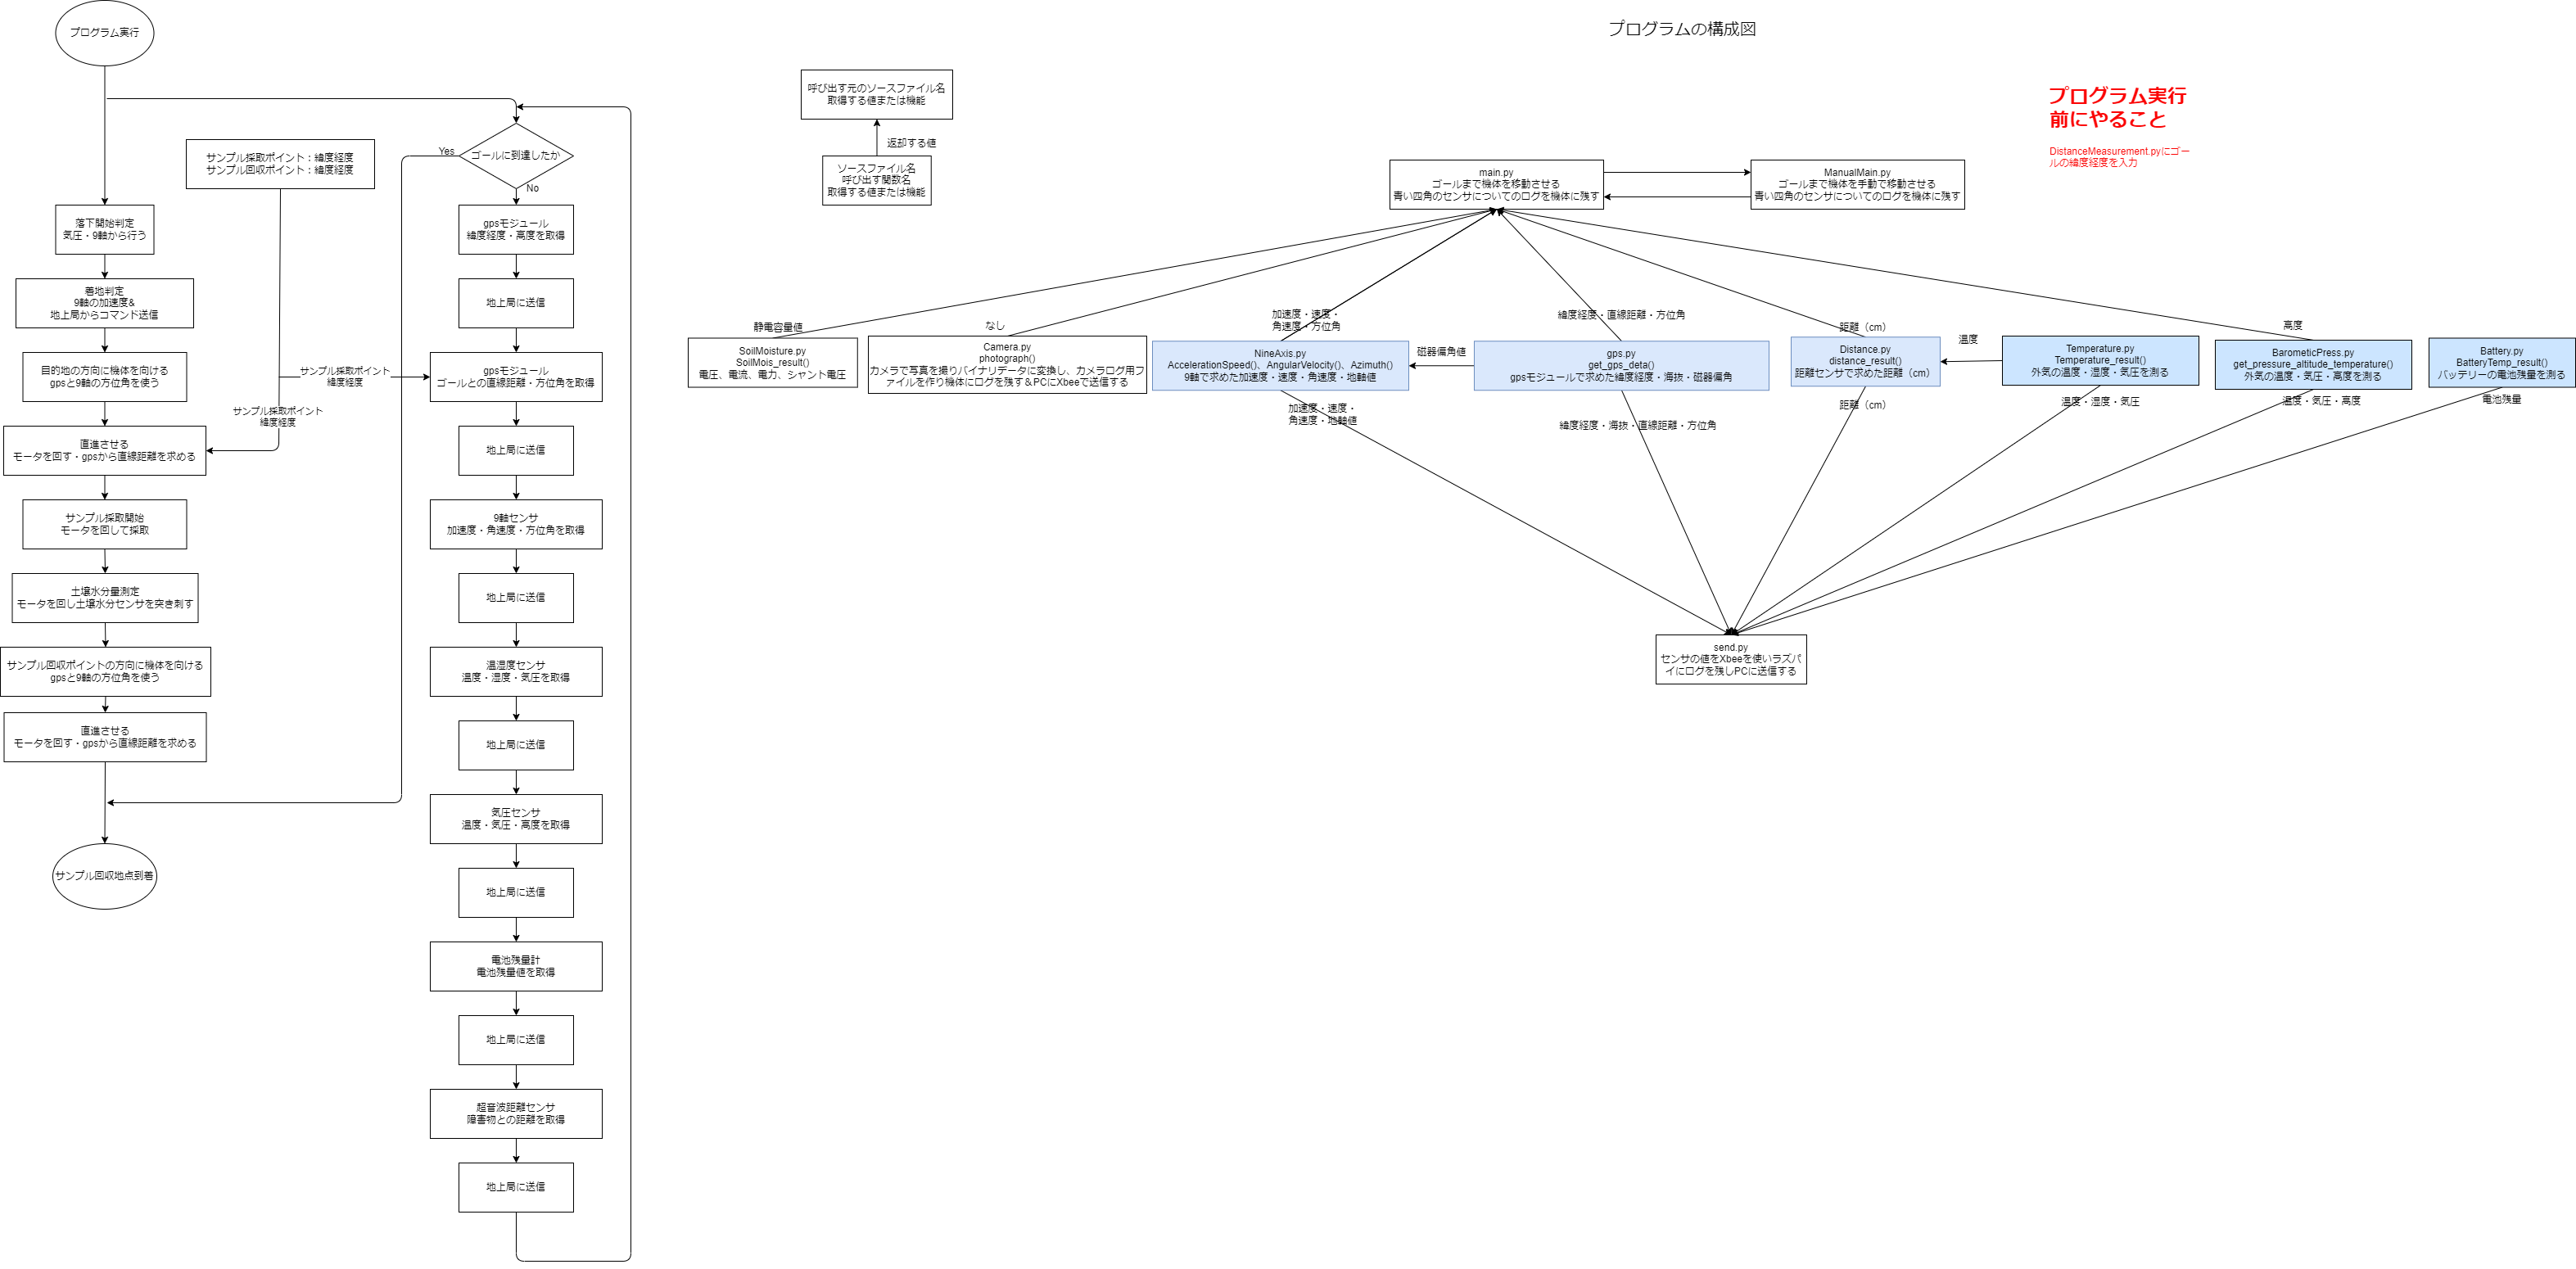 プログラム実行
サンプル採取ポイント：緯度経度
サンプル回収ポイント：緯度経度
落下開始判定
気圧・9軸から行う
着地判定
9軸の加速度&
地上局からコマンド送信
目的地の方向に機体を向ける
gpsと9軸の方位角を使う
サンプル採取ポイント
緯度経度
サンプル採取ポイント
緯度経度
直進させる
モータを回す・gpsから直線距離を求める
サンプル採取開始
モータを回して採取
土壌水分量測定
モータを回し土壌水分センサを突き刺す
サンプル回収ポイントの方向に機体を向ける
gpsと9軸の方位角を使う
直進させる
モータを回す・gpsから直線距離を求める
サンプル回収地点到着
ゴールに到達したか
Yes
No
gpsモジュール
緯度経度・高度を取得
地上局に送信
gpsモジュール
ゴールとの直線距離・方位角を取得
地上局に送信
9軸センサ
加速度・角速度・方位角を取得
地上局に送信
温湿度センサ
温度・湿度・気圧を取得
地上局に送信
気圧センサ
温度・気圧・高度を取得
地上局に送信
電池残量計
電池残量値を取得
地上局に送信
超音波距離センサ
障害物との距離を取得
地上局に送信
プログラムの構成図
呼び出す元のソースファイル名
取得する値または機能
返却する値
ソースファイル名
呼び出す関数名
取得する値または機能
プログラム実行
前にやること
DistanceMeasurement.pyにゴー
ルの緯度経度を入力
main.py
ゴールまで機体を移動させる
青い四角のセンサについてのログを機体に残す
ManualMain.py
ゴールまで機体を手動で移動させる
青い四角のセンサについてのログを機体に残す
静電容量値
なし
加速度・速度・
角速度・方位角
緯度経度・直線距離・方位角
距離（cm）
高度
SoilMoisture.py
SoilMois_result()
電圧、電流、電力、シャント電圧
Camera.py
photograph()
カメラで写真を撮りバイナリデータに変換し、カメラログ用フ
ァイルを作り機体にログを残す＆PCにXbeeで送信する
NineAxis.py
AccelerationSpeed()、AngularVelocity()、Azimuth()
9軸で求めた加速度・速度・角速度・地軸値
磁器偏角値
gps.py
get_gps_deta()
gpsモジュールで求めた緯度経度・海抜・磁器偏角
Distance.py
distance_result()
距離センサで求めた距離（cm）
温度
Temperature.py
Temperature_result()
外気の温度・湿度・気圧を測る
BarometicPress.py
get_pressure_altitude_temperature()
外気の温度・気圧・高度を測る
Battery.py
BatteryTemp_result()
バッテリーの電池残量を測る
加速度・速度・
角速度・地軸値
緯度経度・海抜・直線距離・方位角
距離（cm）
温度・湿度・気圧
温度・気圧・高度
電池残量
send.py
センサの値をXbeeを使いラズパ
イにログを残しPCに送信する